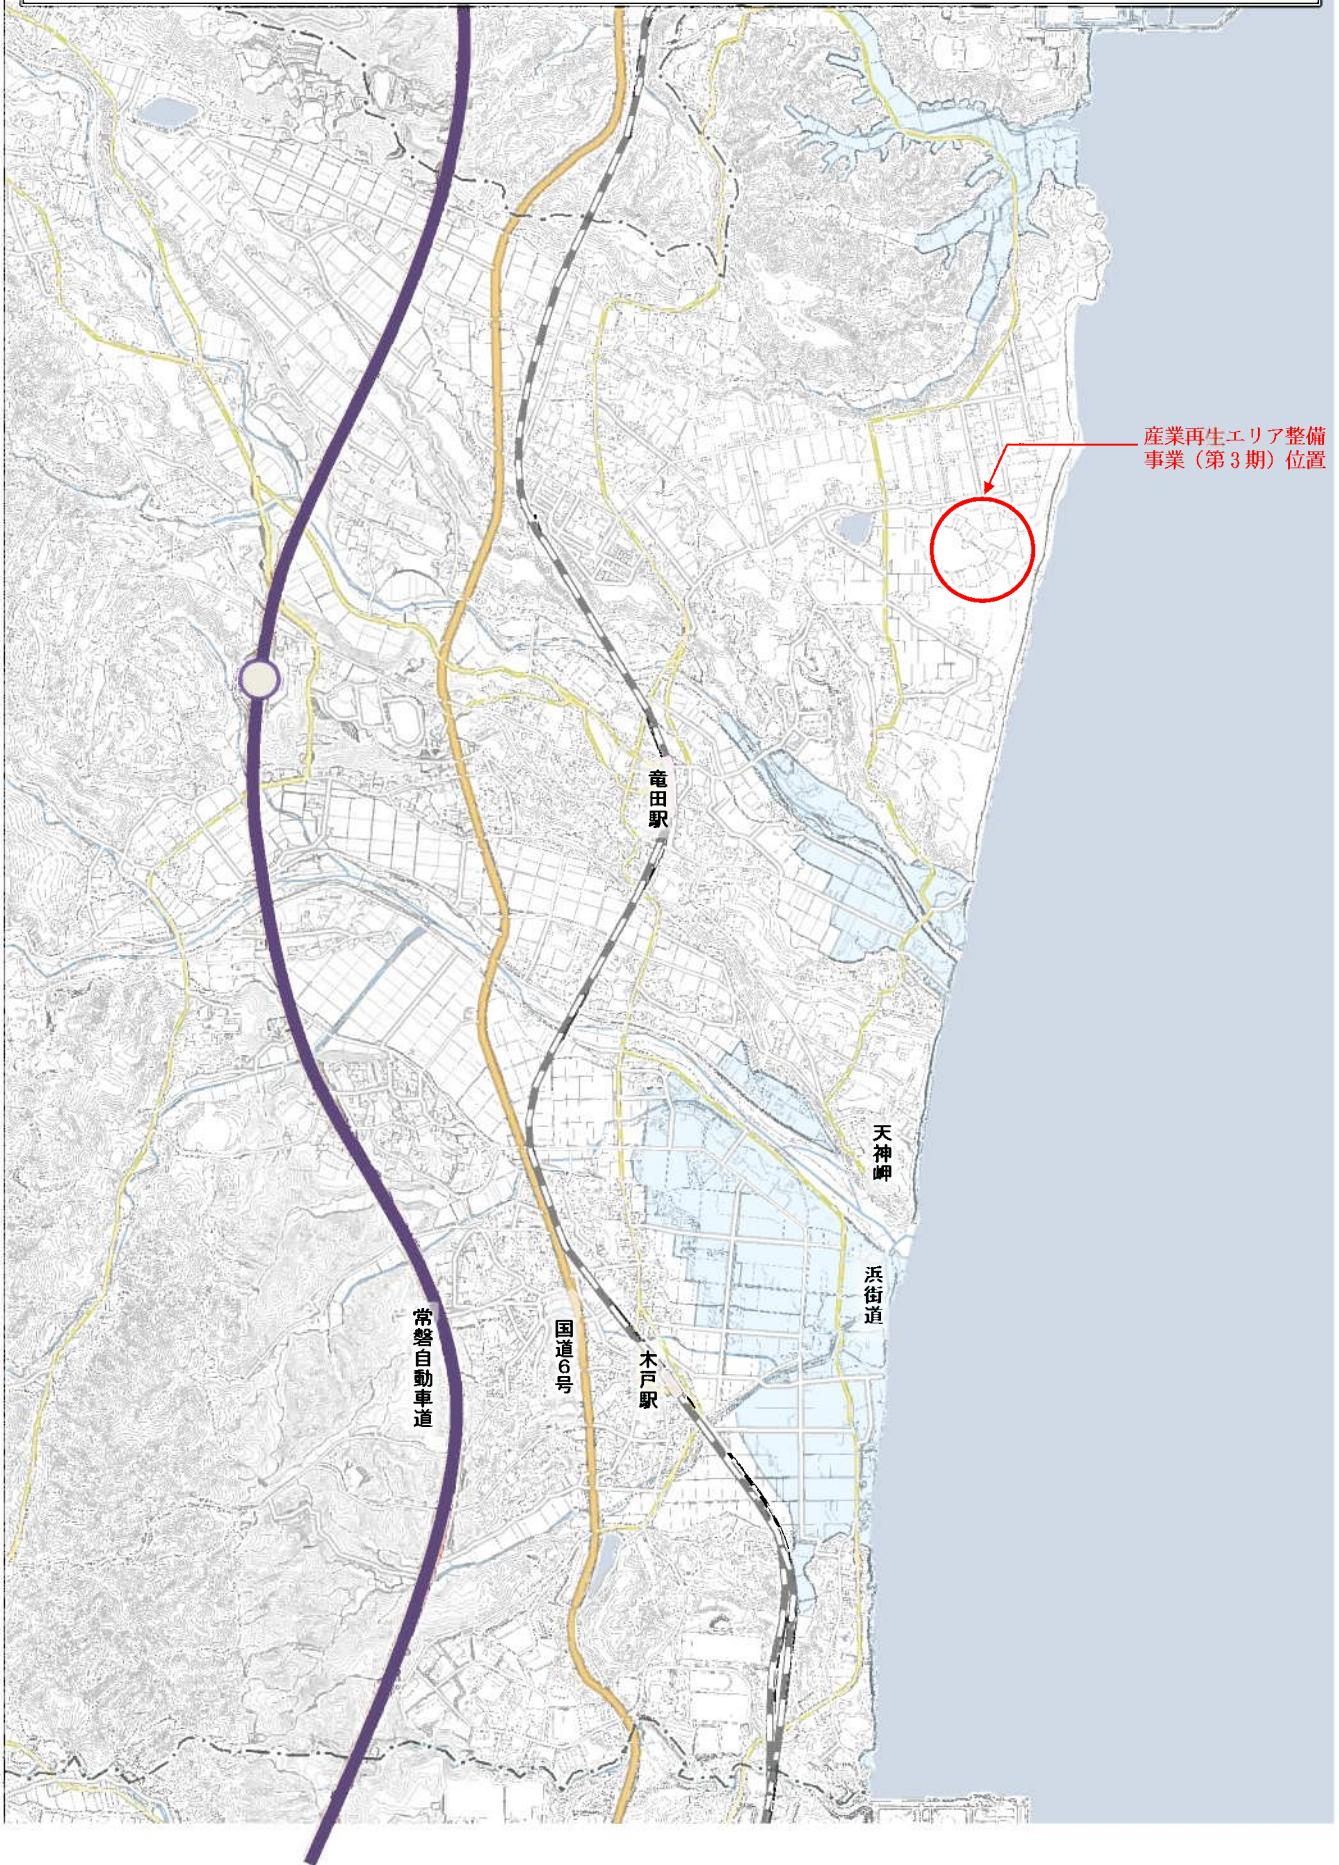 産業再生エリア整備
事業（第3期）位置
竜田駅
天神岬
浜街道
常磐自動車道
国道6号
木戸駅